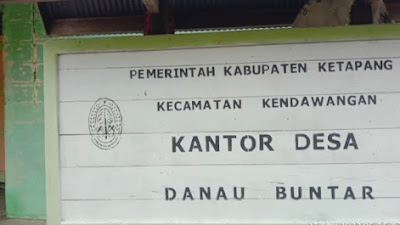 PEMERINTAH KABUPATEN KETAPANG
KECAMATAN KENDAWANGAN
KANTOR DESA
DANAU BUNTAR